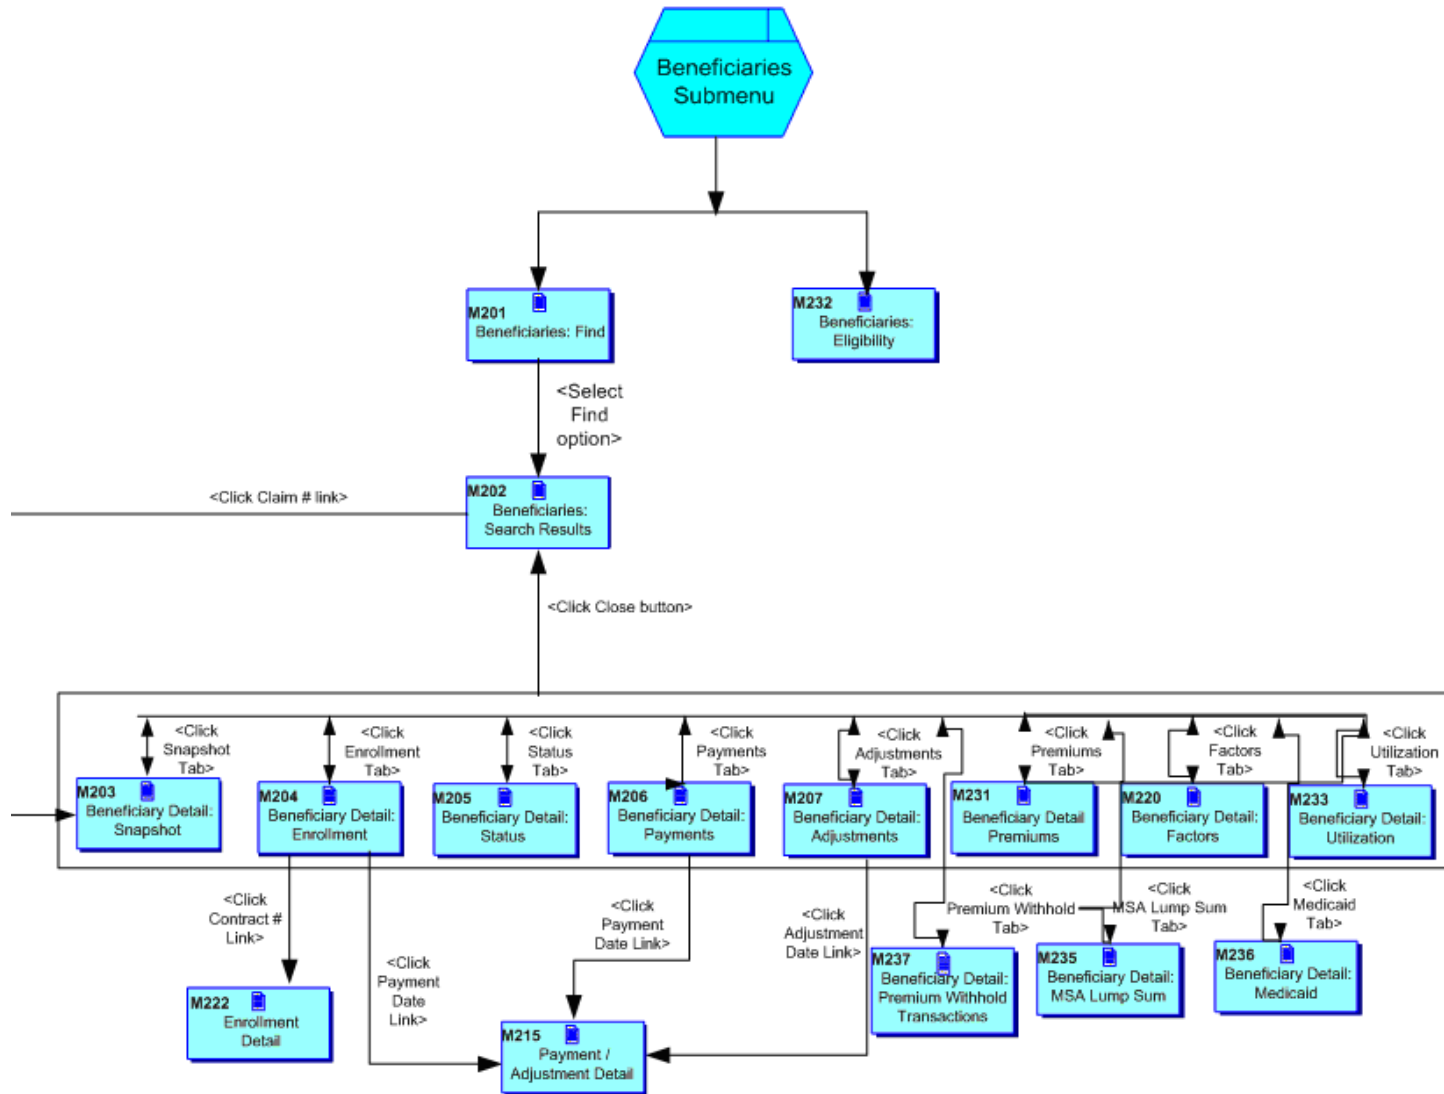 Beneficiaries
Submenu
M201
Beneficiaries: Find
M232
Beneficiaries:
Eligibility
<Select
Find
option>
<Click Claim # link>
M202
Beneficiaries:
Search Results
<Click Close button>
<Click
Snapshot
Tab>
<Click
Enrollment
Tab>
<Click
Status
Tab>
<Click
Payments
Tab>
<Click
Adjustments
Tab>
<Click
Premiums
Tab>
<Click
Factors
Tab>
<Click
Utilization
Tab>
M203
Beneficiary Detail:
Snapshot
M204
Beneficiary Detail:
Enrollment
M205
Beneficiary Detail:
Status
M206
Beneficiary Detail:
Payments
M207
Beneficiary Detail:
Adjustments
M231
Beneficiary Detail
Premiums
M220
Beneficiary Detail:
Factors
M233
Beneficiary Detail:
Utilization
<Click
Contract #
Link>
<Click
Payment
Date
Link>
<Click
Payment
Date Link>
<Click
Adjustment
Date Link>
<Click
Premium Withhold
Tab>
<Click
MSA Lump Sum
Tab>
<Click
Medicaid
Tab>
M222
Enrollment
Detail
M215
Payment /
Adjustment Detail
M237
Beneficiary Detail:
Premium Withhold
Transactions
M235
Beneficiary Detail:
MSA Lump Sum
M236
Beneficiary Detail:
Medicaid